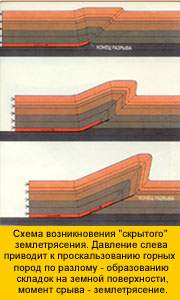 КОНЕЦ РАЗРЫВА
КОНЕЦ РАЗРЫВА
Схема возникновения "скрытого"
землетрясения. Давление слева
приводит к проскальзованию горных
пород по разлому - образованию
складок на земной поверхности,
момент срыва - землетрясение.